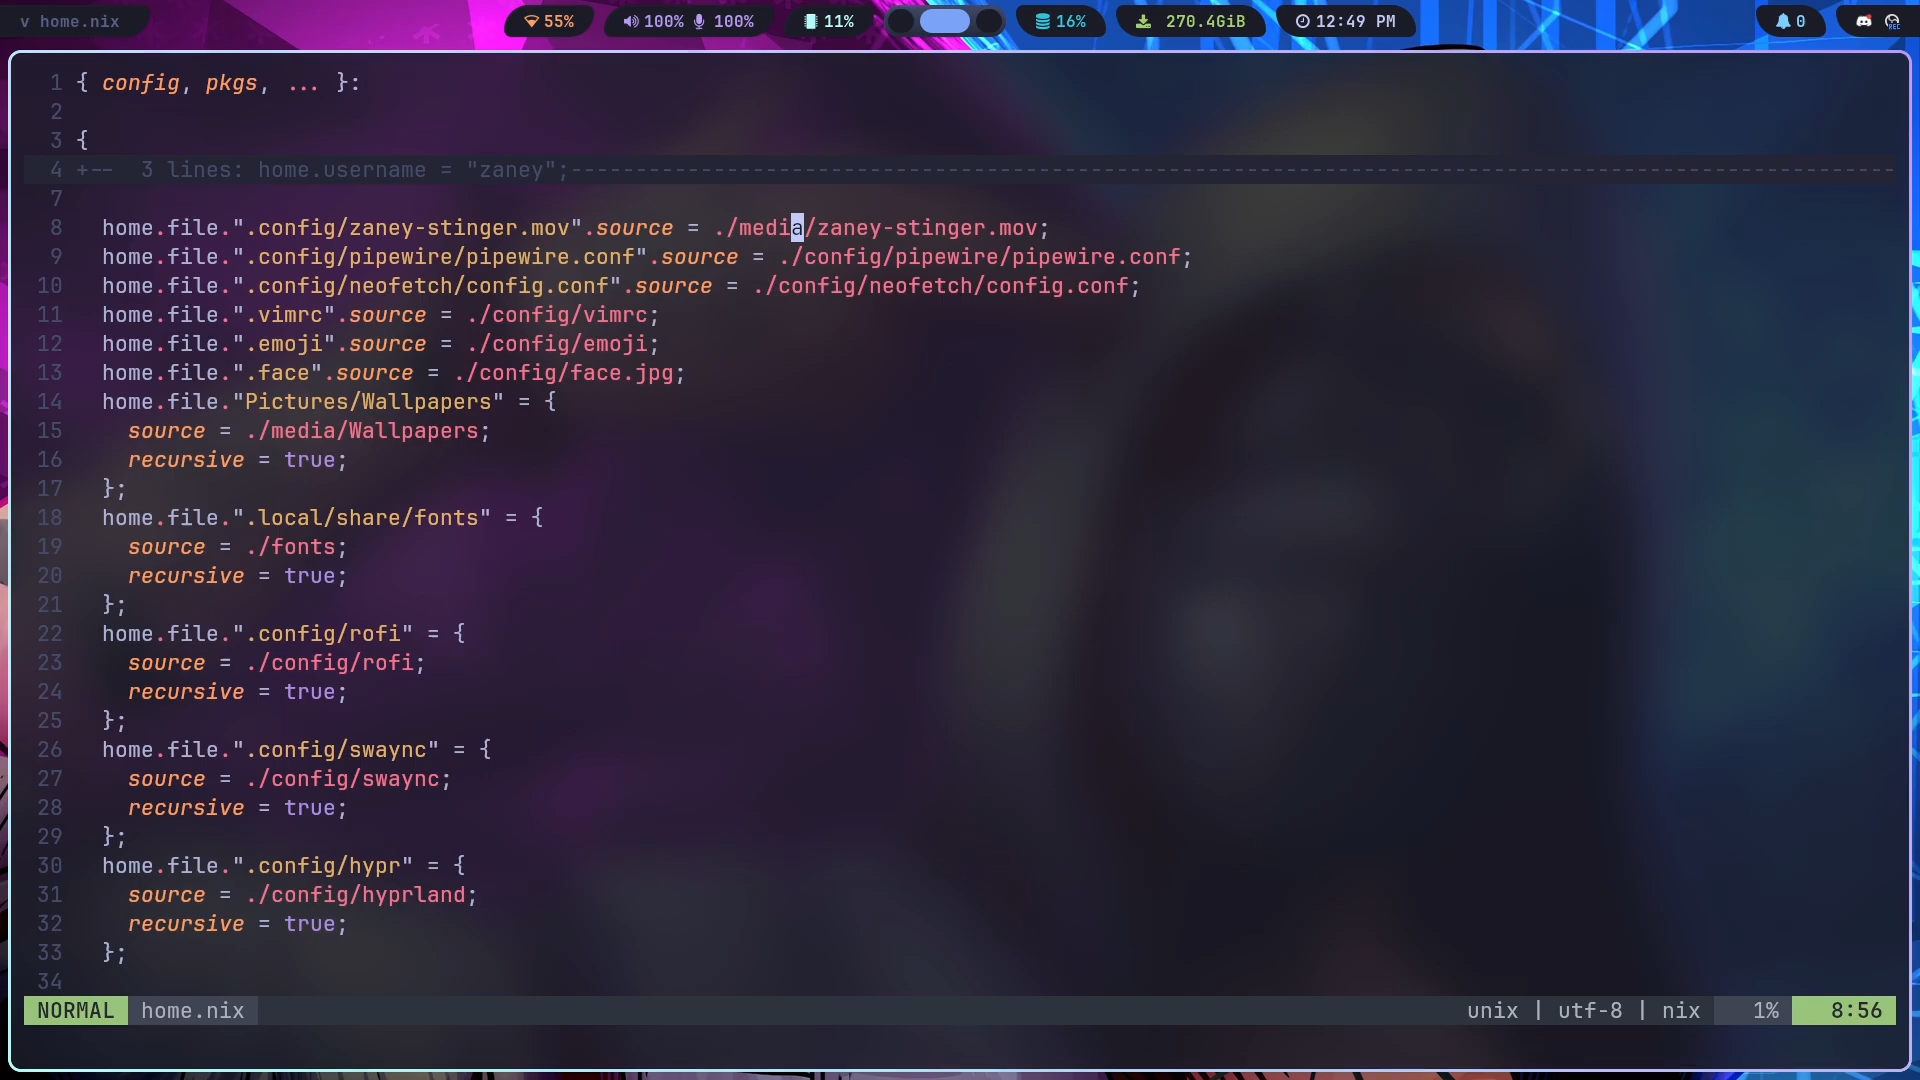 v home.nix 55% 100% 100% 11% 16% 270.4GiB 12:49 PM 0 REC
1 { config, pkgs, ... }:
2
3 {
4 +-- 3 lines: home.username = "zaney";------------------------------------------------------------------------------------------------------
7
8 home.file.".config/zaney-stinger.mov".source = ./media/zaney-stinger.mov;
9 home.file.".config/pipewire/pipewire.conf".source = ./config/pipewire/pipewire.conf;
10 home.file.".config/neofetch/config.conf".source = ./config/neofetch/config.conf;
11 home.file.".vimrc".source = ./config/vimrc;
12 home.file.".emoji".source = ./config/emoji;
13 home.file.".face".source = ./config/face.jpg;
14 home.file."Pictures/Wallpapers" = {
15 source = ./media/Wallpapers;
16 recursive = true;
17 };
18 home.file.".local/share/fonts" = {
19 source = ./fonts;
20 recursive = true;
21 };
22 home.file.".config/rofi" = {
23 source = ./config/rofi;
24 recursive = true;
25 };
26 home.file.".config/swaync" = {
27 source = ./config/swaync;
28 recursive = true;
29 };
30 home.file.".config/hypr" = {
31 source = ./config/hyprland;
32 recursive = true;
33 };
34
NORMAL home.nix unix | utf-8 | nix 1% 8:56